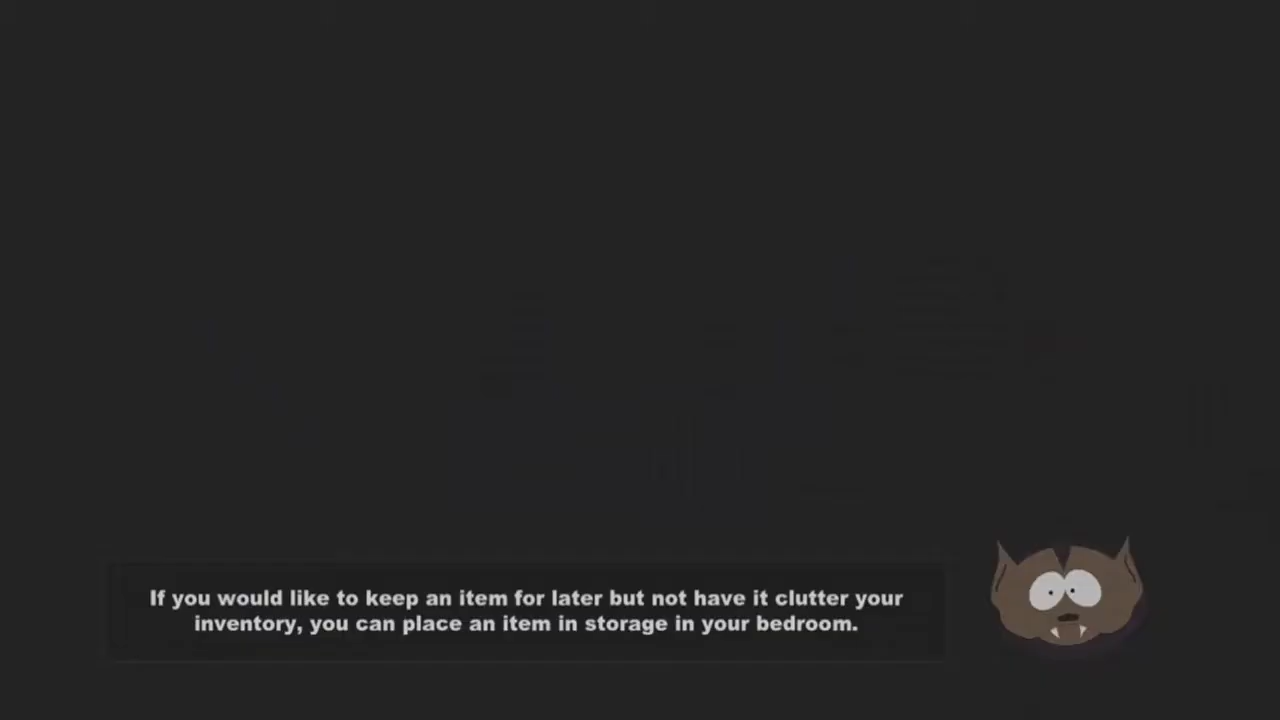 If you would like to keep an item for later but not have it clutter your
inventory, you can place an item in storage in your bedroom.